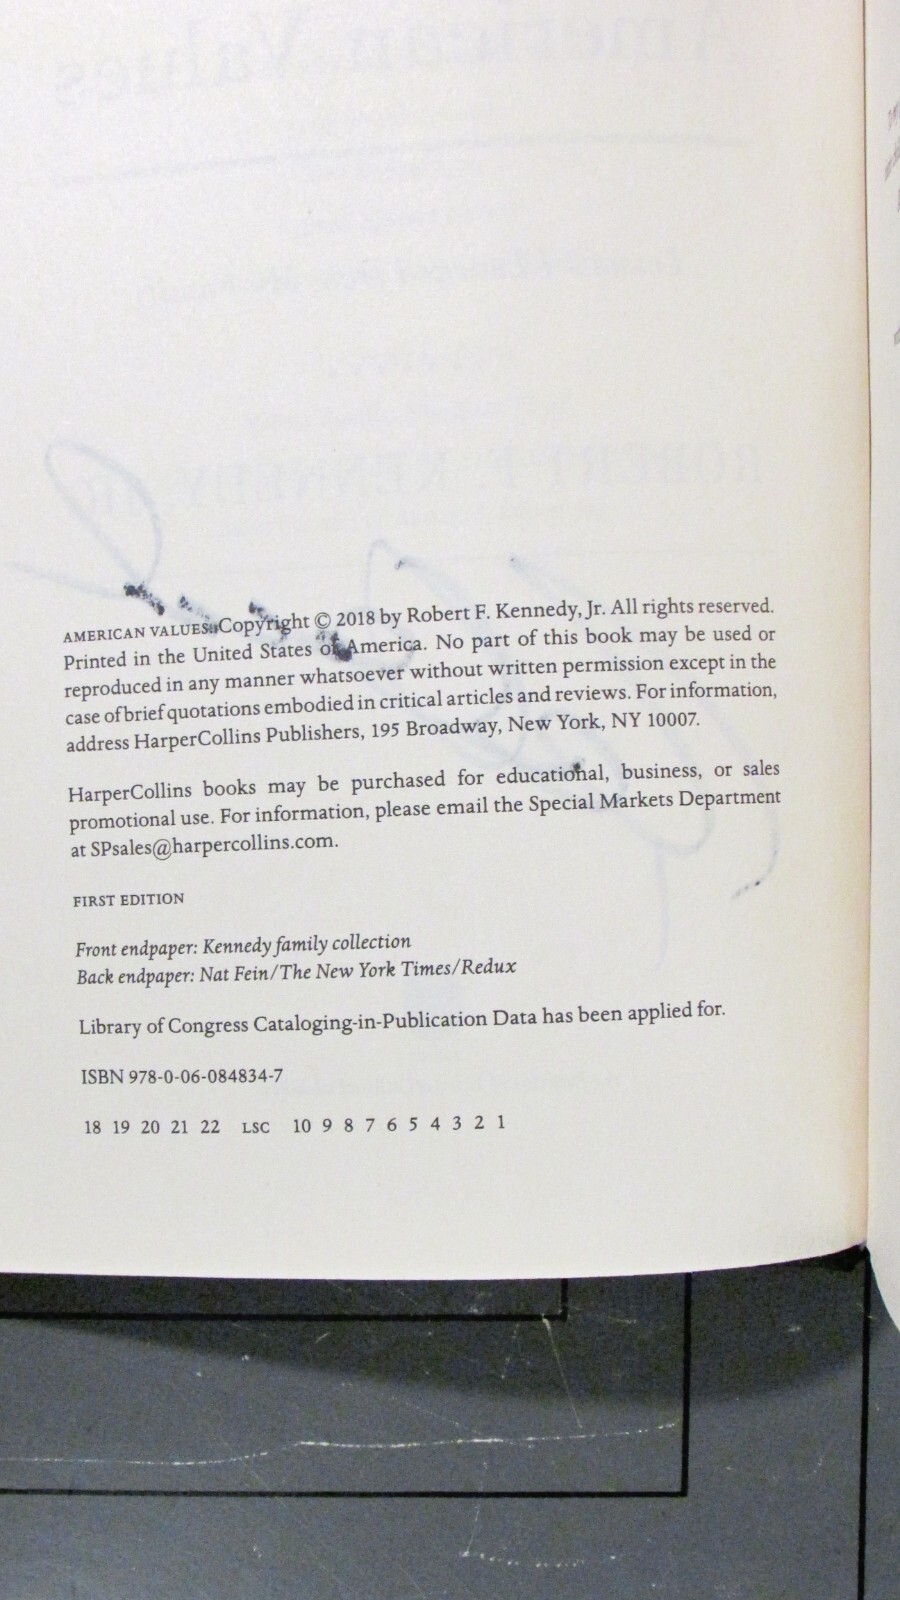 AMERICAN VALUES. Copyright © 2018 by Robert F. Kennedy, Jr. All rights reserved.
Printed in the United States of America. No part of this book may be used or
reproduced in any manner whatsoever without written permission except in the
case of brief quotations embodied in critical articles and reviews. For information,
address HarperCollins Publishers, 195 Broadway, New York, NY 10007.
HarperCollins books may be purchased for educational, business, or sales
promotional use. For information, please email the Special Markets Department
at SPsales@harpercollins.com.
FIRST EDITION
Front endpaper: Kennedy family collection
Back endpaper: Nat Fein/The New York Times/Redux
Library of Congress Cataloging-in-Publication Data has been applied for.
ISBN 978-0-06-084834-7
18 19 20 21 22 LSC 10 9 8 7 6 5 4 3 2 1